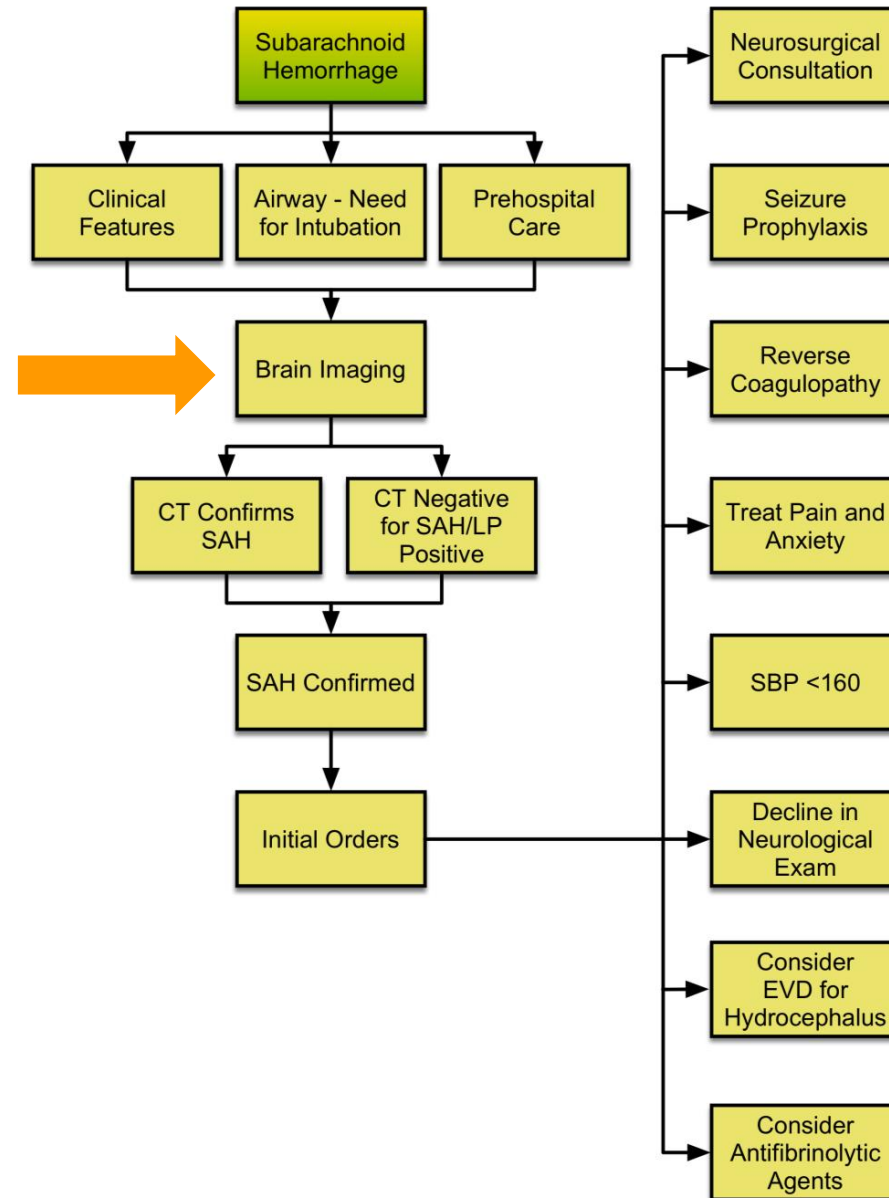 Subarachnoid
Hemorrhage
Clinical
Features
Airway - Need
for Intubation
Prehospital
Care
Brain Imaging
CT Confirms
SAH
CT Negative
for SAH/LP
Positive
SAH Confirmed
Initial Orders
Neurosurgical
Consultation
Seizure
Prophylaxis
Reverse
Coagulopathy
Treat Pain and
Anxiety
SBP <160
Decline in
Neurological
Exam
Consider
EVD for
Hydrocephalus
Consider
Antifibrinolytic
Agents